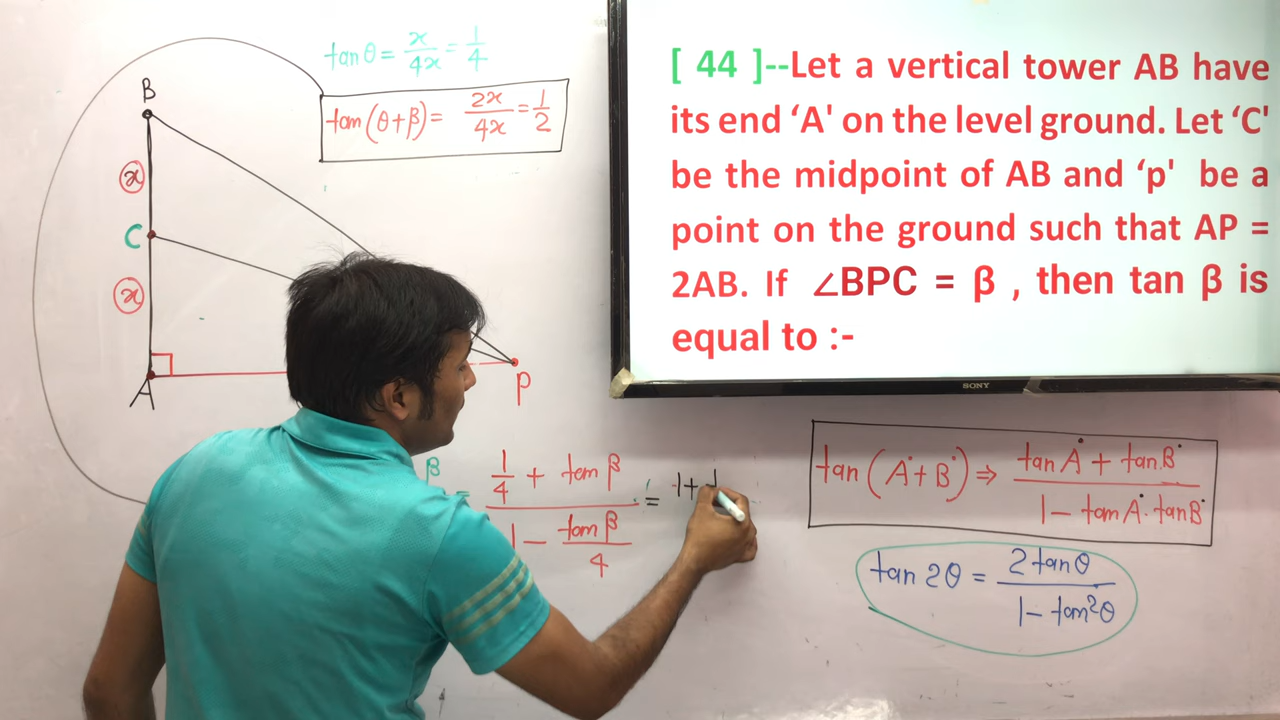 tan θ = x/4x = 1/4
tan(θ+β) = 2x/4x = 1/2
B
x
C
x
A
P
[ 44 ]--Let a vertical tower AB have
its end ‘A' on the level ground. Let ‘C'
be the midpoint of AB and ‘p' be a
point on the ground such that AP =
2AB. If ∠BPC = β , then tan β is
equal to :-
SONY
β = (1/4 + tan β)/(1 - tan β/4) = 1+
tan(A+B) ⇒ (tan A + tan B)/(1 - tan A . tan B)
tan 2θ = 2 tan θ/(1 - tan²θ)